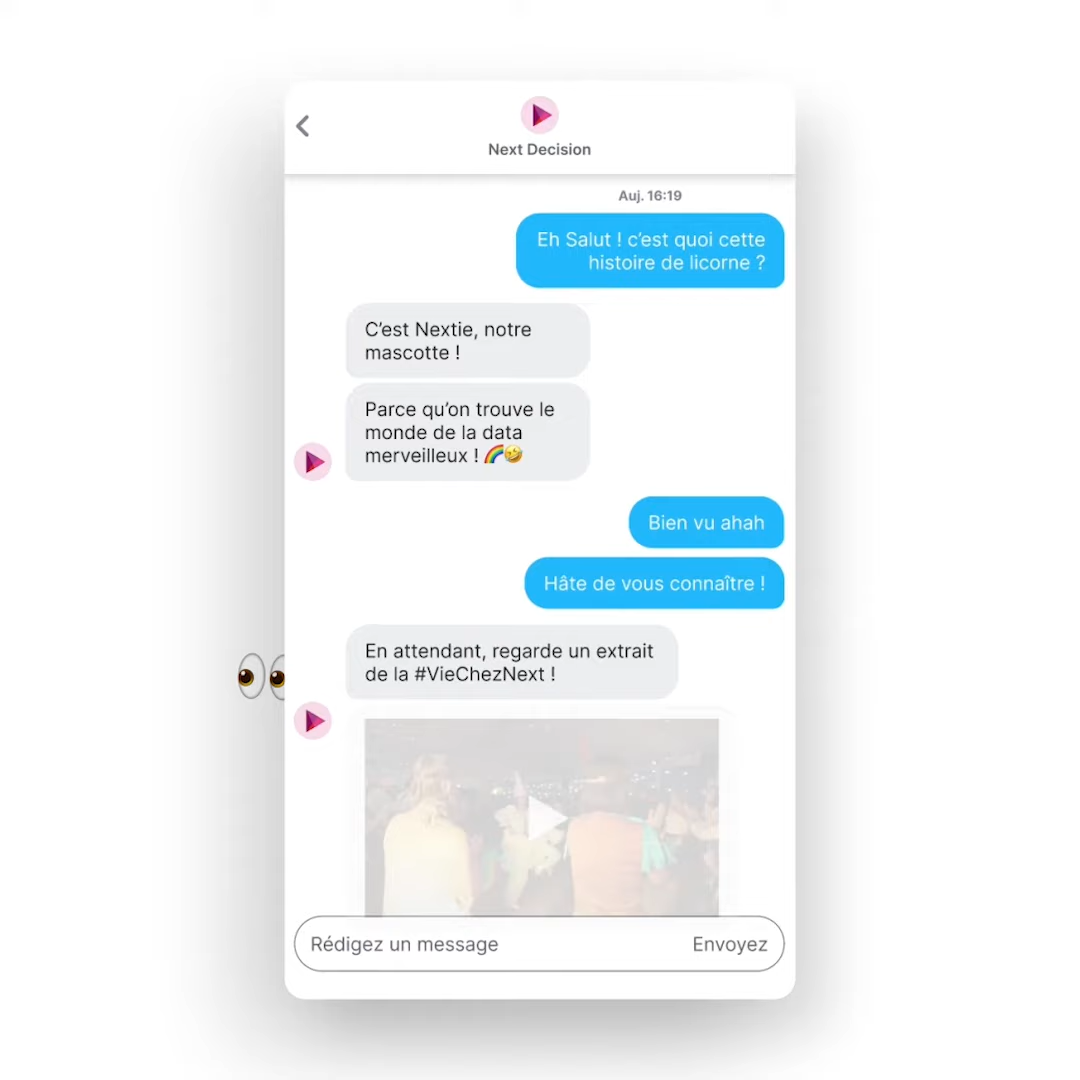 Next Decision
Auj. 16:19
Eh Salut ! c’est quoi cette
histoire de licorne ?
C’est Nextie, notre
mascotte !
Parce qu’on trouve le
monde de la data
merveilleux ! 🌈🤣
Bien vu ahah
Hâte de vous connaître !
En attendant, regarde un extrait
de la #VieChezNext !
Rédigez un message
Envoyez